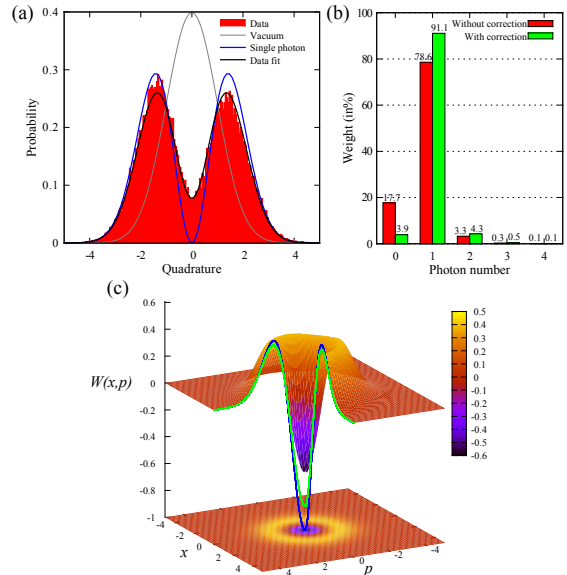 (a)
Data
Vacuum
Single photon
Data fit
0.4
0.3
0.2
0.1
0
Probability
-4 -2 0 2 4
Quadrature
(b)
Without correction
With correction
100
80
60
40
20
0
Weight (in%)
17.7 3.9 78.6 91.1 3.3 4.3 0.3 0.5 0.1 0.1
0 1 2 3 4
Photon number
(c)
0.6
0.4
0.2
0
-0.2
-0.4
-0.6
-0.8
-1
W(x,p)
0.5
0.4
0.3
0.2
0.1
0
-0.1
-0.2
-0.3
-0.4
-0.5
-0.6
-4 -2 0 2 4
x
4 2 0 -2 -4
p